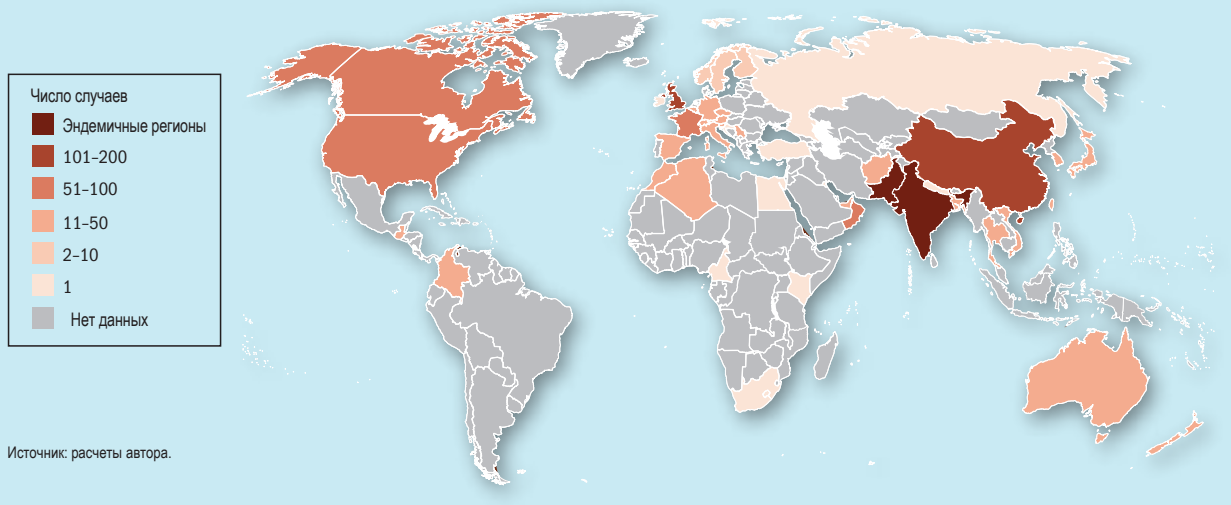 Число случаев
Эндемичные регионы
101–200
51–100
11–50
2–10
1
Нет данных
Источник: расчеты автора.